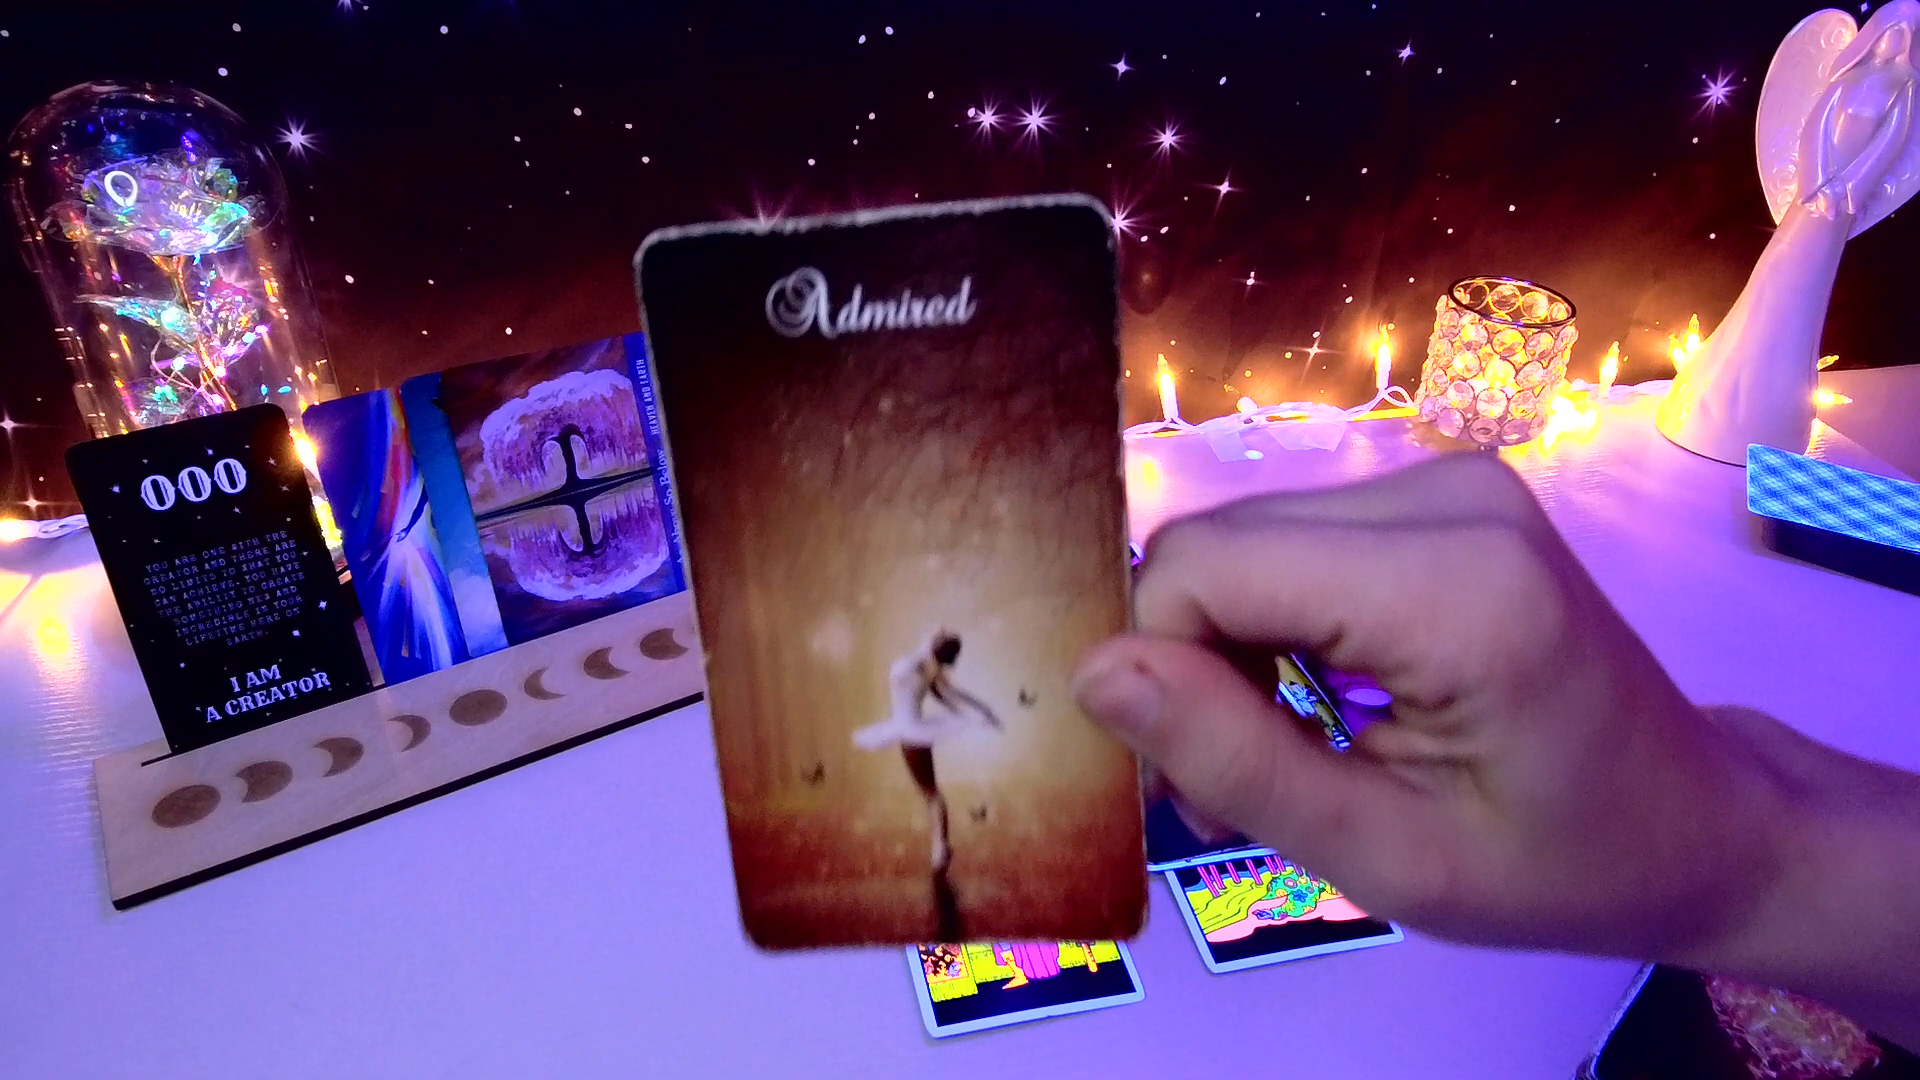 Admired
000
YOU ARE ONE WITH THE
CREATOR AND THERE ARE
NO LIMITS TO WHAT YOU
CAN ACHIEVE. YOU HAVE
THE ABILITY TO CREATE
SOMETHING NEW AND
INCREDIBLE IN YOUR
LIFETIME HERE ON
EARTH.
I AM
A CREATOR
HEAVEN AND EARTH
So Below